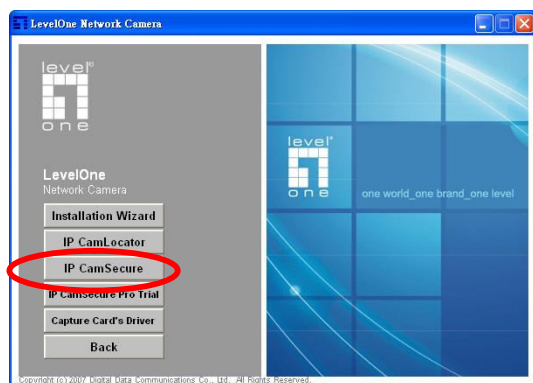 LevelOne Network Camera
level®
one
LevelOne
Network Camera
Installation Wizard
IP CamLocator
IP CamSecure
IP CamSecure Pro Trial
Capture Card's Driver
Back
level®
one
one world_one brand_one level
Copyright (c) 2007 Digital Data Communications Co., Ltd. All Rights Reserved.